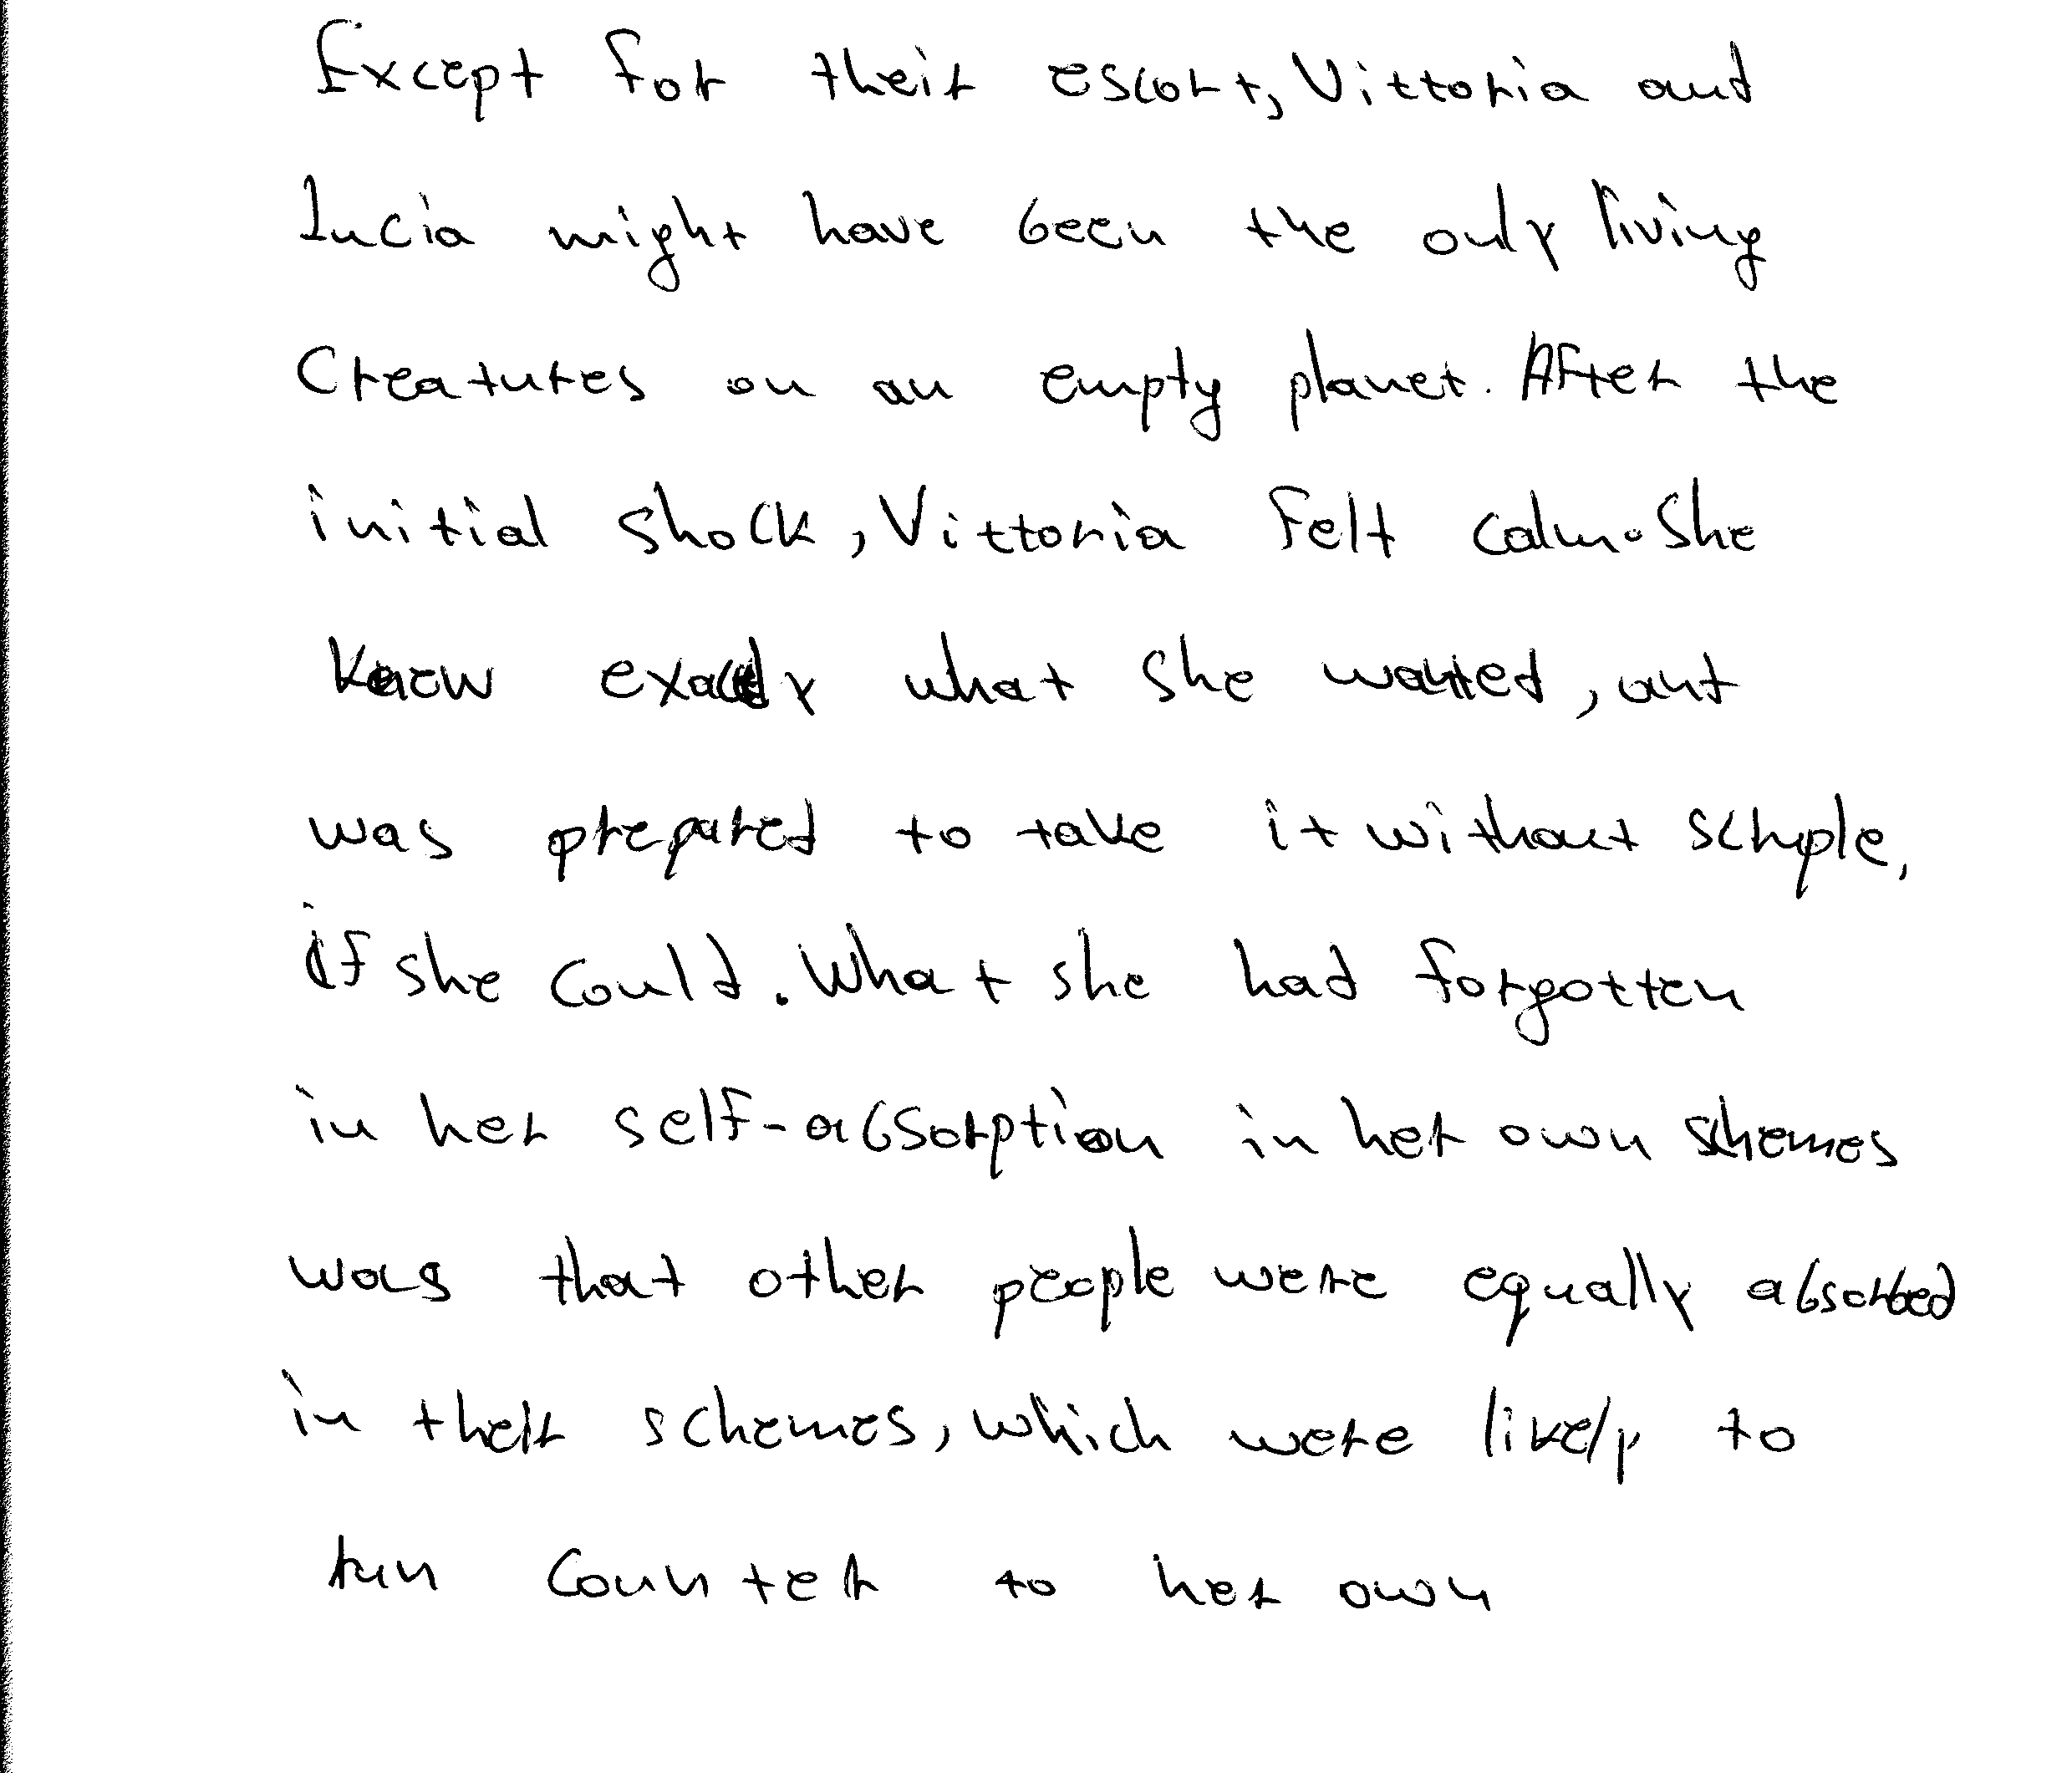 Except for their escort, Vittoria and
Lucia might have been the only living
Creatures on an empty planet. After the
initial shock, Vittoria felt calm. She
knew exactly what she wanted, and
was prepared to take it without scruple,
if she could. What she had forgotten
in her self-absorption in her own schemes
was that other people were equally absorbed
in their schemes, which were likely to
run counter to her own